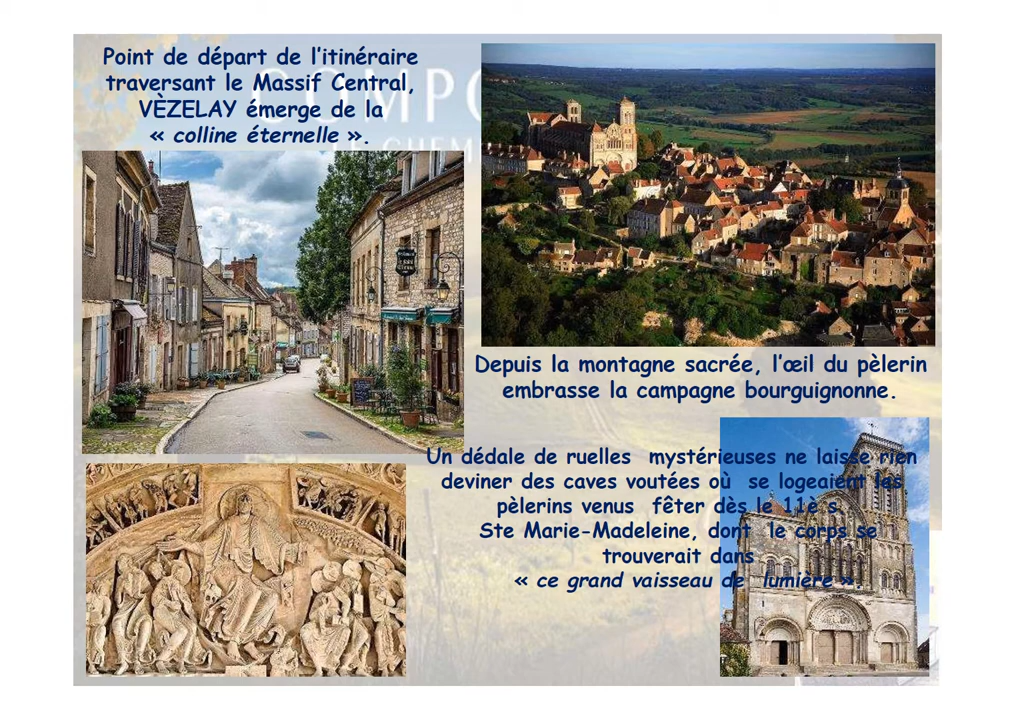 Point de départ de l'itinéraire
traversant le Massif Central,
VÈZELAY émerge de la
« colline éternelle ».
COMPO
CHEM
Depuis la montagne sacrée, l'œil du pèlerin
embrasse la campagne bourguignonne.
Un dédale de ruelles mystérieuses ne laisse rien
deviner des caves voutées où se logeaient les
pèlerins venus fêter dès le 11è s.
Ste Marie-Madeleine, dont le corps se
trouverait dans
« ce grand vaisseau de lumière ».